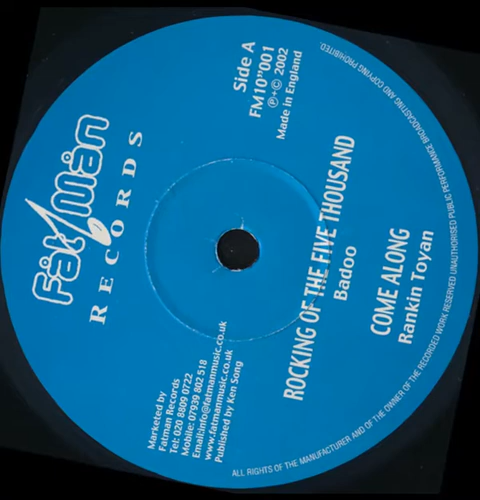 Fat Man
RECORDS
Side A
FM10"001
℗+© 2002
Made in England
Marketed by
Fatman Records
Tel: 020 8809 0722
Mobile: 07939 802 518
Email:info@fatmanmusic.co.uk
www.fatmanmusic.co.uk
Published by Ken Song
ROCKING OF THE FIVE THOUSAND
Badoo
COME ALONG
Rankin Toyan
ALL RIGHTS OF THE MANUFACTURER AND OF THE OWNER OF THE RECORDED WORK RESERVED UNAUTHORISED PUBLIC PERFORMANCE BROADCASTING AND COPYING PROHIBITED.